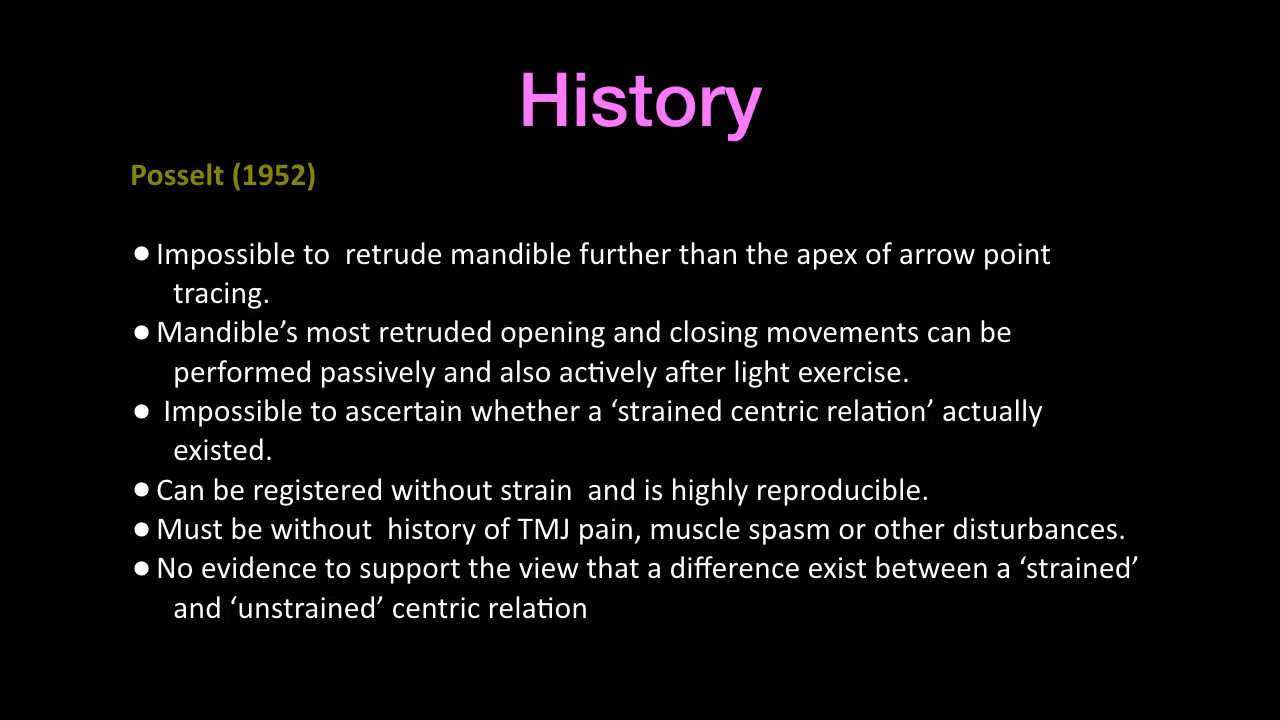 History
Posselt (1952)
●Impossible to  retrude mandible further than the apex of arrow point
tracing.
●Mandible’s most retruded opening and closing movements can be
performed passively and also actively after light exercise.
● Impossible to ascertain whether a ‘strained centric relation’ actually
existed.
●Can be registered without strain  and is highly reproducible.
●Must be without  history of TMJ pain, muscle spasm or other disturbances.
●No evidence to support the view that a difference exist between a ‘strained’
and ‘unstrained’ centric relation